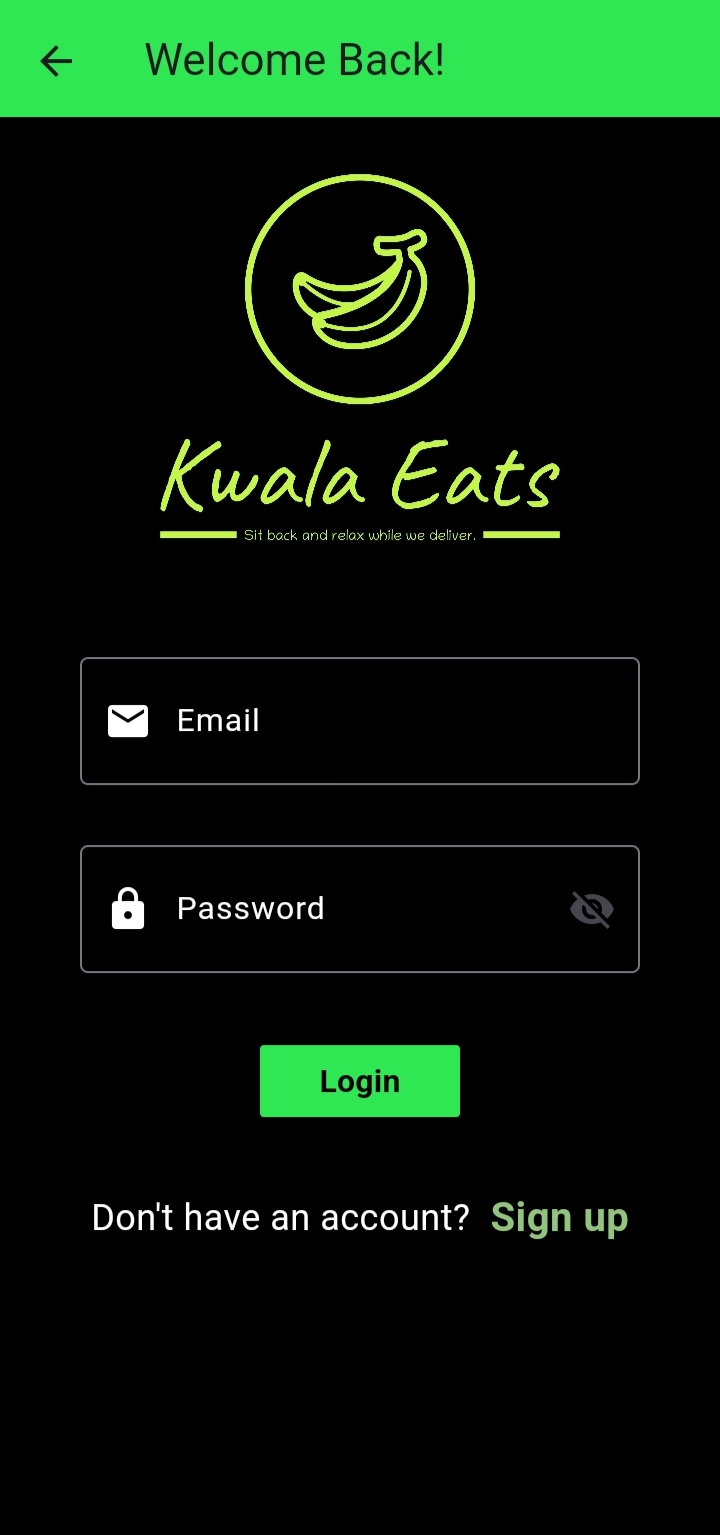 Welcome Back!
Kwala Eats
Sit back and relax while we deliver.
Email
Password
Login
Don't have an account? Sign up